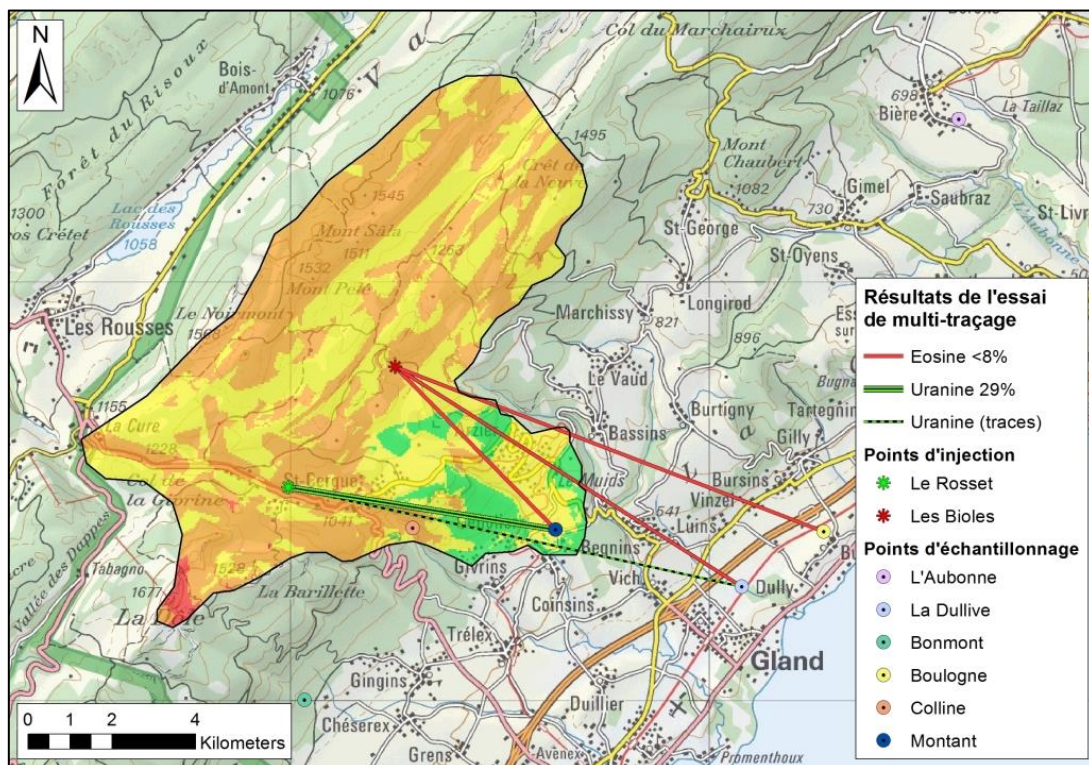 N
Forêt du Risoux
Bois-
d'Amont
1076
V
a
Col du Marchairux
698
Bière
La Taillaz
1495
Mont
Chaubert
1082
Gimel
730
Saubraz
St-Liv
L'Aubonne
1300
ros Crétet
Lac des
Rousses
1058
1545
Crêt de
la Neuve
Mont Sâla
1511
1263
1532
Mont Pelé
St-George
St-Oyens
Longirod
Le Noirmont
Les Rousses
Marchissy
821
896
Le Vaud
Burtigny
Bassins
Tartegnin
Gilly
1155
La Cure
1228
Col de
la Givrine
St-Cergue
1041
Arzier
Le Muids
541
Luins
Vinzel
Bursins
L
a
Begnins
Vich
Dully
Givrins
Coinsins
Vallée des Dappes
Tabagno
1528
1677
La Dôle
La Barillette
Trélex
Gland
Gingins
Duillier
Chéserex
Grens
Avenex
Promenthoux
Résultats de l'essai
de multi-traçage
Eosine <8%
Uranine 29%
Uranine (traces)
Points d'injection
Le Rosset
Les Bioles
Points d'échantillonnage
L'Aubonne
La Dullive
Bonmont
Boulogne
Colline
Montant
0 1 2 4
Kilometers